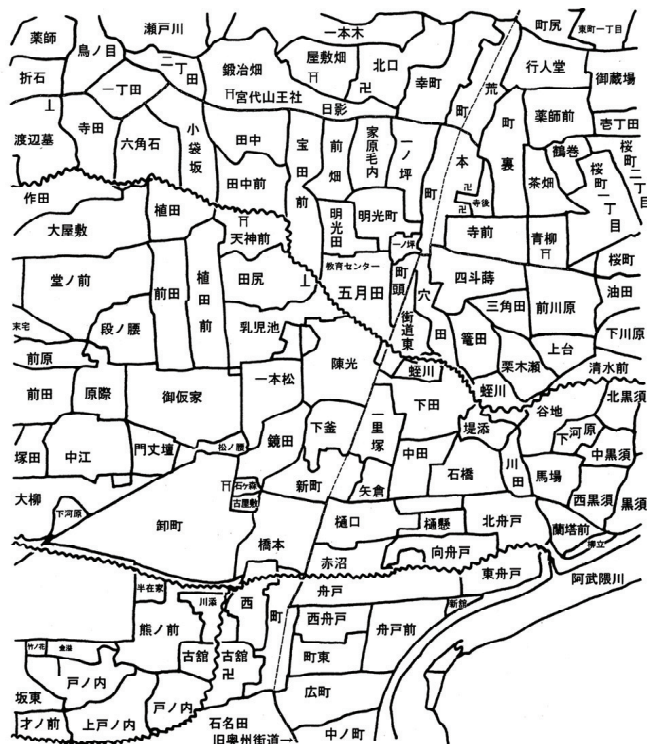 瀬戸川
一本木
町尻
東町一丁目
薬師
鳥ノ目
二丁田
鍛冶畑
屋敷畑
北口
幸町
荒町
行人堂
御蔵場
折石
一丁田
宮代山王社
日影
町裏
薬師前
壱丁田
渡辺墓
寺田
六角石
小袋坂
田中
宝田前
前畑
家原毛内
一ノ坪
本町
鶴巻
桜町一丁目
桜町二丁目
田中前
茶畑
寺後
作田
植田
天神前
明光田
明光町
寺前
青柳
大屋敷
一ノ坪
桜町
堂ノ前
前田
植田前
田尻
教育センター
五月田
町頭
穴田
四斗蒔
三角田
前川原
油田
末宅
段ノ腰
乳児池
街道東
篭田
栗木瀬
上台
下川原
前原
陳光
蛭川
蛭川
清水前
前田
原際
御仮家
一本松
下田
谷地
北黒須
塚田
中江
門丈壇
松ノ腰
鏡田
下釜
一里塚
堤添
下河原
中黒須
大柳
下河原
石ヶ森
古屋敷
新町
矢倉
中田
石橋
川田
馬場
西黒須
黒須
卸町
橋本
樋口
樋懸
北舟戸
蘭塔前
柳立
赤沼
向舟戸
東舟戸
阿武隈川
半在家
川添
西町
舟戸
新舘
熊ノ前
西舟戸
舟戸前
竹ノ花
古舘
古舘
町東
坂東
戸ノ内
戸ノ内
広町
才ノ前
上戸ノ内
石名田
中ノ町
旧奥州街道→